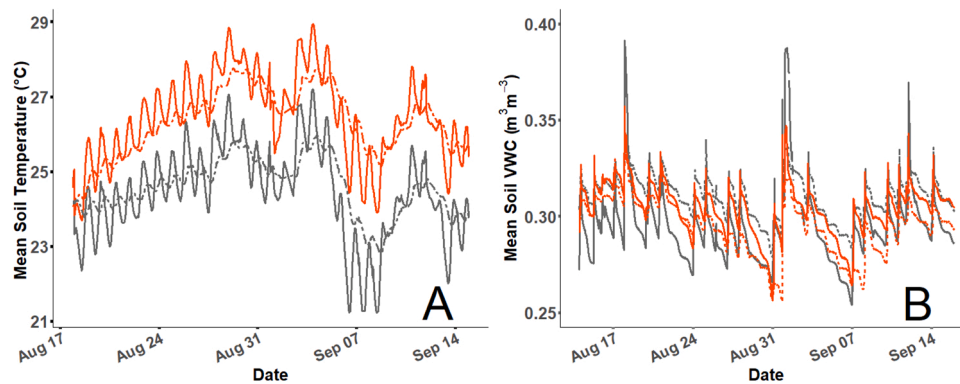 29
27
25
23
21
Mean Soil Temperature (°C)
Aug 17
Aug 24
Aug 31
Sep 07
Sep 14
Date
A
0.40
0.35
0.30
0.25
Mean Soil VWC (m³m⁻³)
Aug 17
Aug 24
Aug 31
Sep 07
Sep 14
Date
B